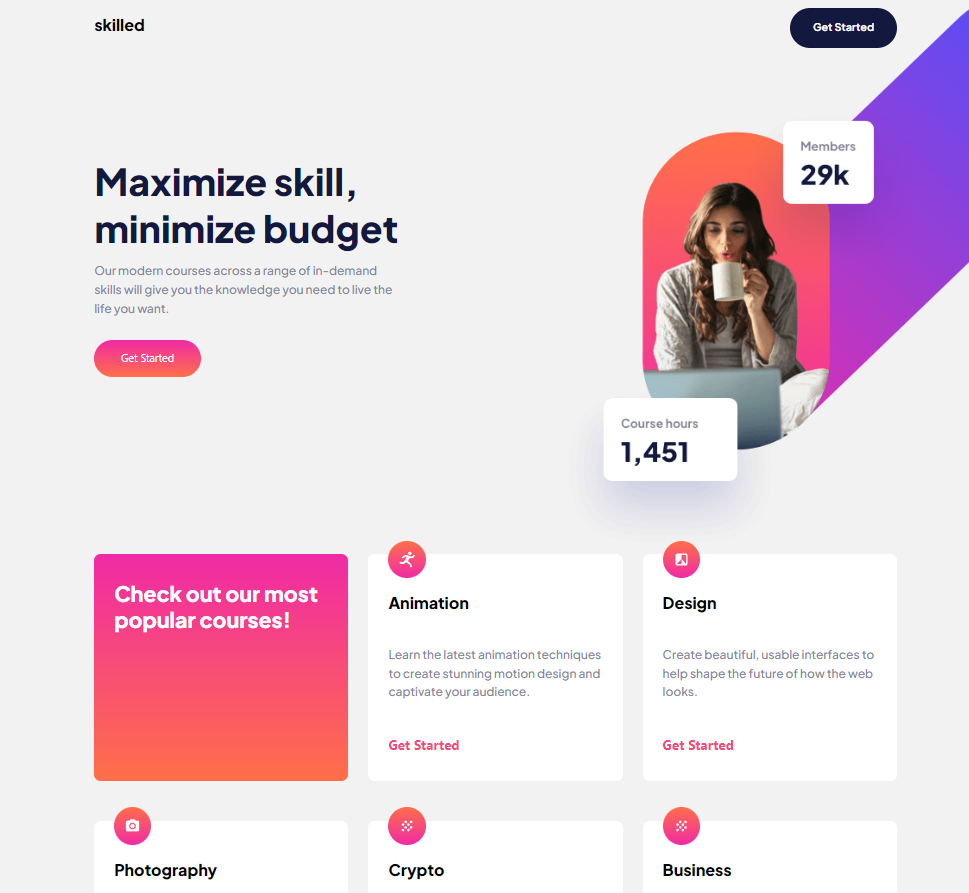 skilled
Get Started
Members
29k
Maximize skill,
minimize budget
Our modern courses across a range of in-demand
skills will give you the knowledge you need to live the
life you want.
Get Started
Course hours
1,451
Check out our most
popular courses!
Animation
Learn the latest animation techniques
to create stunning motion design and
captivate your audience.
Get Started
Design
Create beautiful, usable interfaces to
help shape the future of how the web
looks.
Get Started
Photography
Crypto
Business